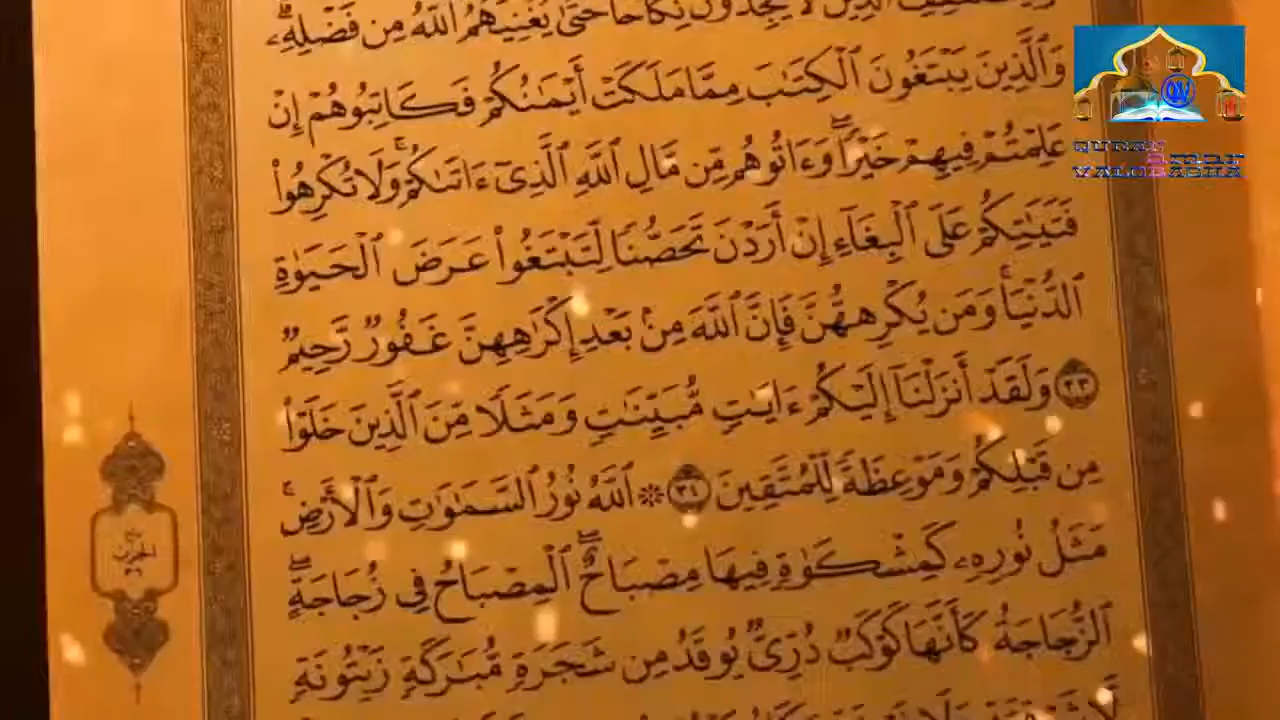 لَا يَجِدُونَ نِكَاحًا حَتَّىٰ يُغْنِيَهُمُ ٱللَّهُ مِن فَضْلِهِۦۗ
وَٱلَّذِينَ يَبْتَغُونَ ٱلْكِتَٰبَ مِمَّا مَلَكَتْ أَيْمَٰنُكُمْ فَكَاتِبُوهُمْ إِنْ
عَلِمْتُمْ فِيهِمْ خَيْرًاۖ وَءَاتُوهُم مِّن مَّالِ ٱللَّهِ ٱلَّذِىٓ ءَاتَىٰكُمْۚ وَلَا تُكْرِهُوا۟
فَتَيَٰتِكُمْ عَلَى ٱلْبِغَآءِ إِنْ أَرَدْنَ تَحَصُّنًا لِّتَبْتَغُوا۟ عَرَضَ ٱلْحَيَوٰةِ
ٱلدُّنْيَاۚ وَمَن يُكْرِههُّنَّ فَإِنَّ ٱللَّهَ مِنۢ بَعْدِ إِكْرَٰهِهِنَّ غَفُورٌ رَّحِيمٌ
٣٣ وَلَقَدْ أَنزَلْنَآ إِلَيْكُمْ ءَايَٰتٍ مُّبَيِّنَٰتٍ وَمَثَلًا مِّنَ ٱلَّذِينَ خَلَوْا۟
مِن قَبْلِكُمْ وَمَوْعِظَةً لِّلْمُتَّقِينَ ٣٤ ۞ ٱللَّهُ نُورُ ٱلسَّمَٰوَٰتِ وَٱلْأَرْضِۚ
مَثَلُ نُورِهِۦ كَمِشْكَوٰةٍ فِيهَا مِصْبَاحٌۖ ٱلْمِصْبَاحُ فِى زُجَاجَةٍۖ
ٱلزُّجَاجَةُ كَأَنَّهَا كَوْكَبٌ دُرِّىٌّ يُوقَدُ مِن شَجَرَةٍ مُّبَٰرَكَةٍ زَيْتُونَةٍ